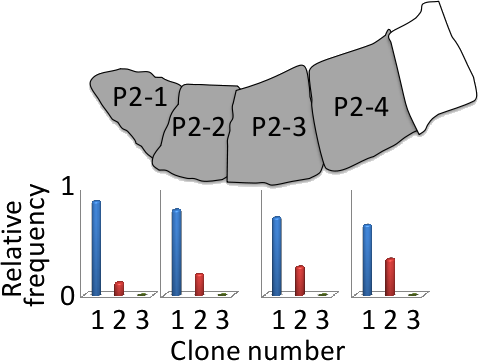 P2-1
P2-2
P2-3
P2-4
Relative
frequency
1
0
1 2 3
1 2 3
1 2 3
1 2 3
Clone number